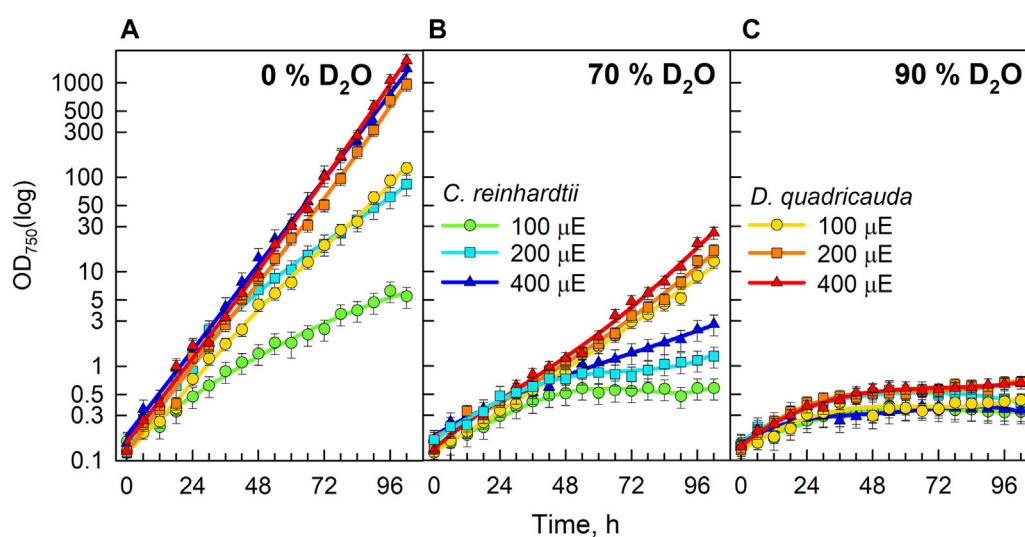 A
B
C
0 % D₂O
70 % D₂O
90 % D₂O
OD₇₅₀(log)
1000
500
300
100
50
30
10
5
3
1
0.5
0.3
0.1
C. reinhardtii
100 µE
200 µE
400 µE
D. quadricauda
100 µE
200 µE
400 µE
0 24 48 72 96
0 24 48 72 96
0 24 48 72 96
Time, h